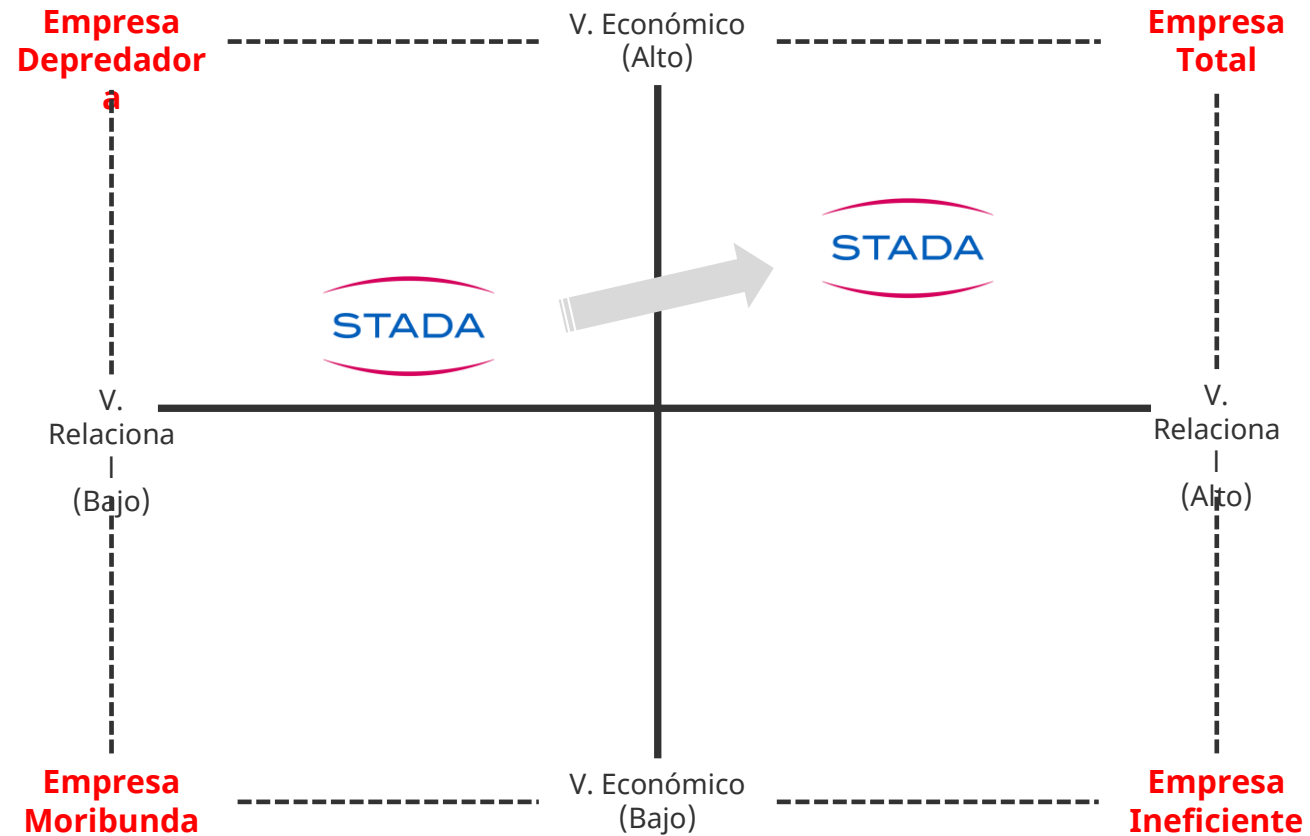 Empresa
Depredador
a
V. Económico
(Alto)
Empresa
Total
STADA
STADA
V.
Relaciona
l
(Bajo)
V.
Relaciona
l
(Alto)
Empresa
Moribunda
V. Económico
(Bajo)
Empresa
Ineficiente